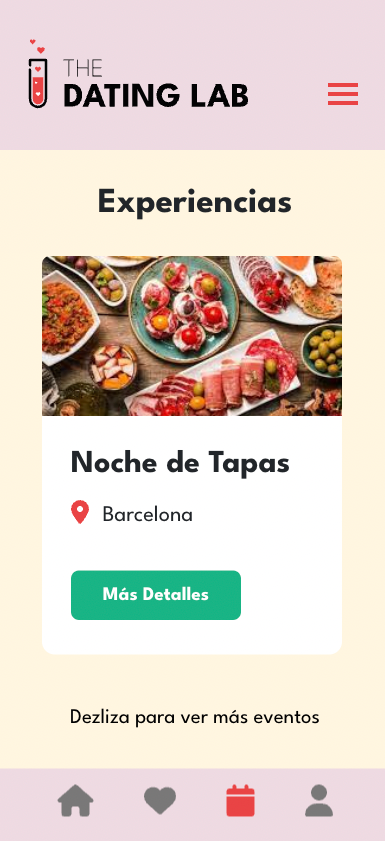 THE
DATING LAB
Experiencias
Noche de Tapas
Barcelona
Más Detalles
Dezliza para ver más eventos